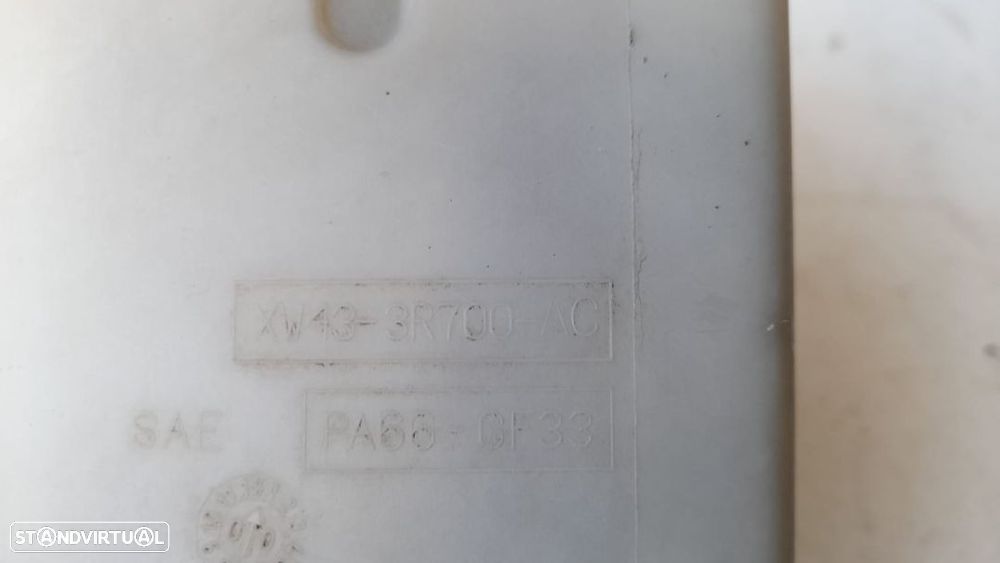 XW43-3R700-AC
SAE PA66-GF33
STANDVIRTUAL